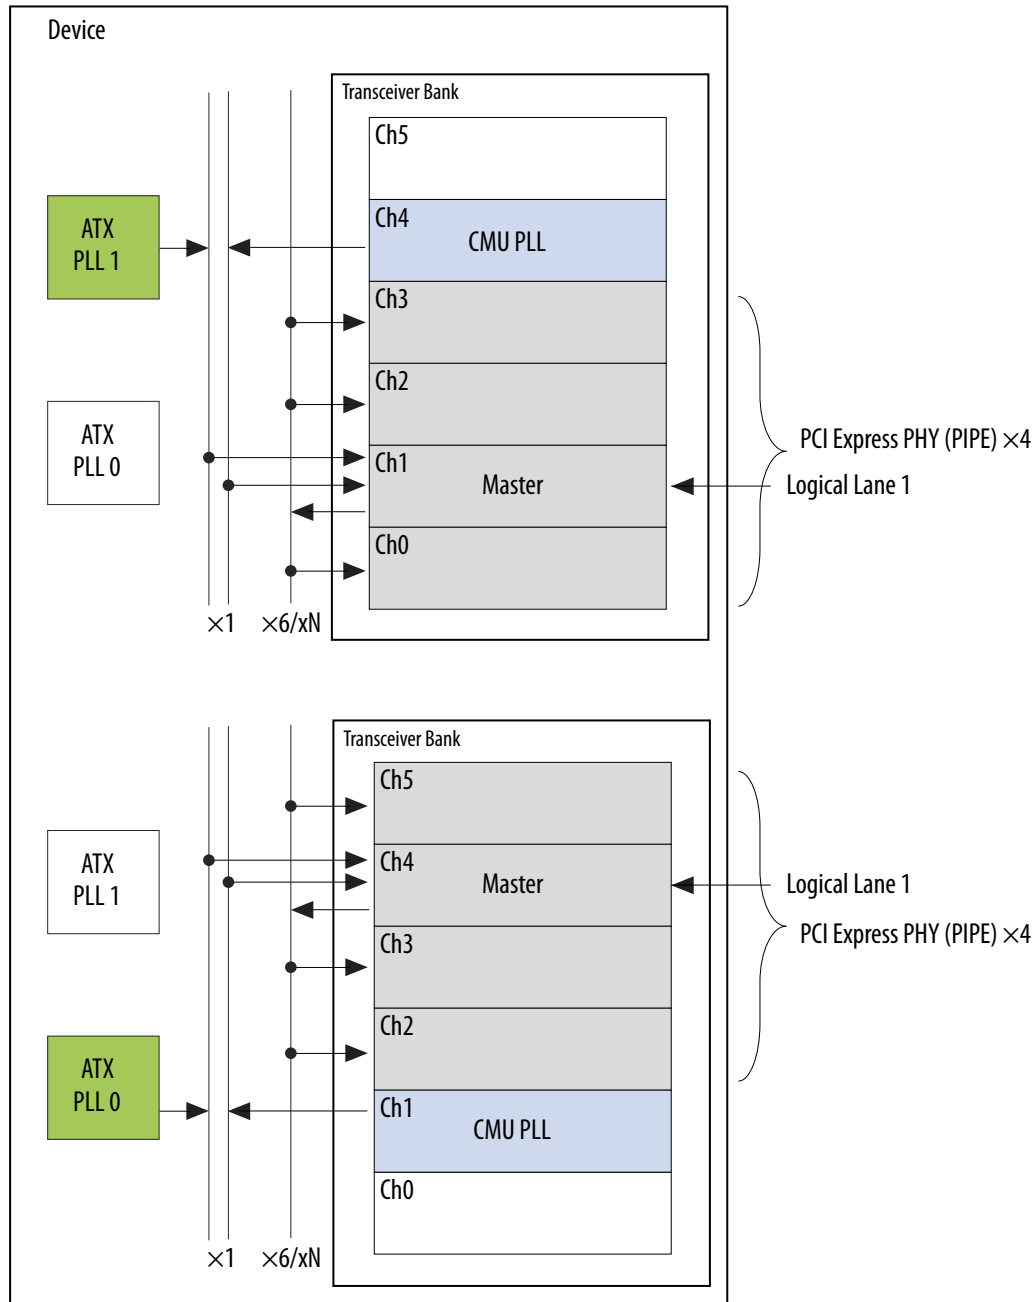 Device
Transceiver Bank
Ch5
ATX
PLL 1
Ch4
CMU PLL
Ch3
Ch2
ATX
PLL 0
Ch1
Master
PCI Express PHY (PIPE) ×4
Logical Lane 1
Ch0
×1
×6/xN
Transceiver Bank
Ch5
ATX
PLL 1
Ch4
Master
Logical Lane 1
Ch3
PCI Express PHY (PIPE) ×4
Ch2
ATX
PLL 0
Ch1
CMU PLL
Ch0
×1
×6/xN